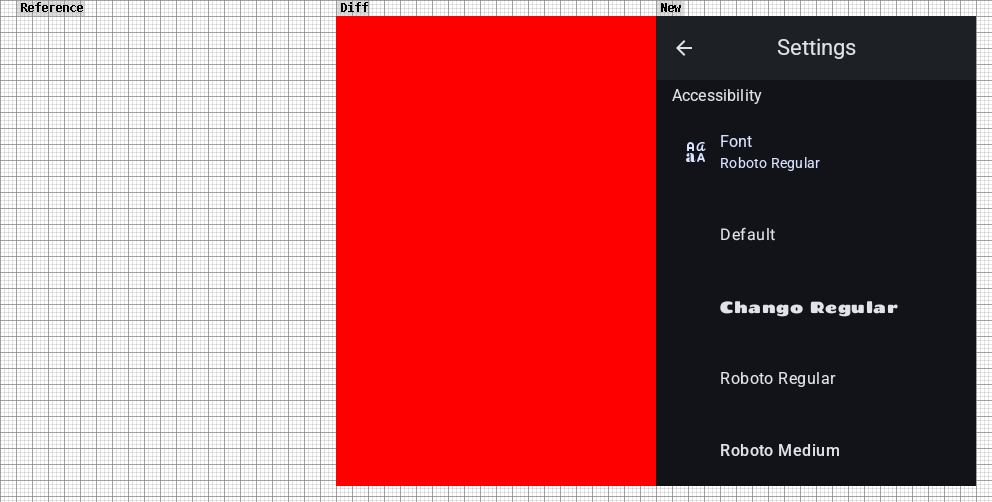 Reference
Diff
New
Settings
Accessibility
Font
Roboto Regular
Default
Chango Regular
Roboto Regular
Roboto Medium